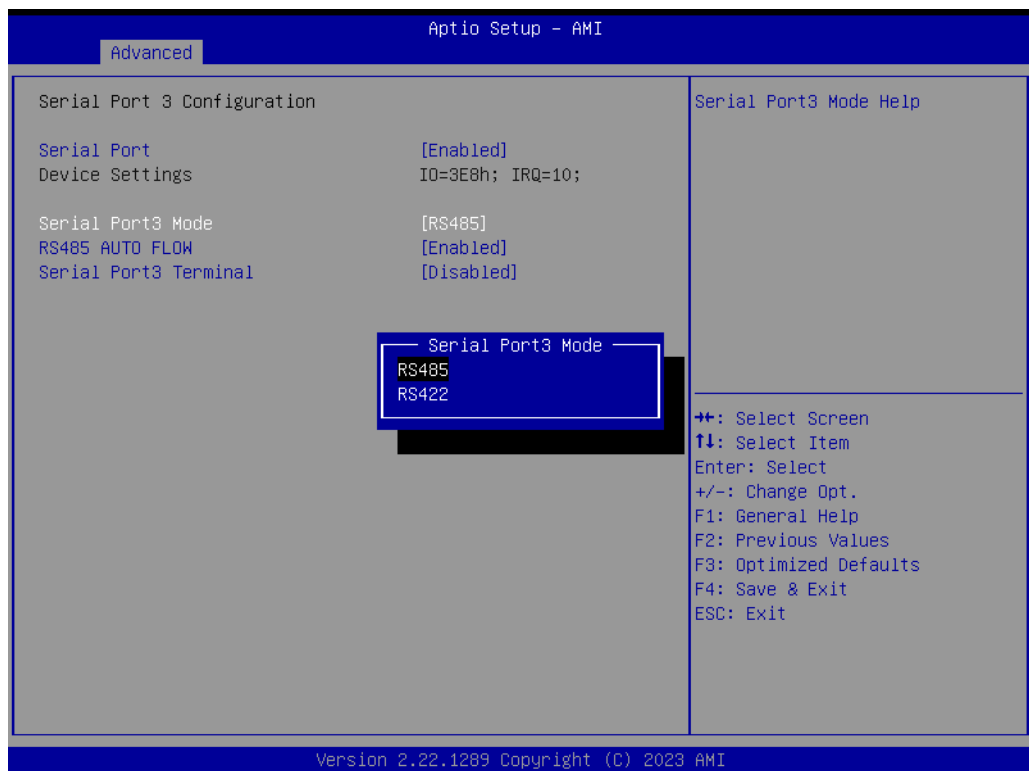 Aptio Setup – AMI
Advanced
Serial Port 3 Configuration
Serial Port [Enabled]
Device Settings IO=3E8h; IRQ=10;
Serial Port3 Mode [RS485]
RS485 AUTO FLOW [Enabled]
Serial Port3 Terminal [Disabled]
Serial Port3 Mode
RS485
RS422
Serial Port3 Mode Help
→←: Select Screen
↑↓: Select Item
Enter: Select
+/-: Change Opt.
F1: General Help
F2: Previous Values
F3: Optimized Defaults
F4: Save & Exit
ESC: Exit
Version 2.22.1289 Copyright (C) 2023 AMI